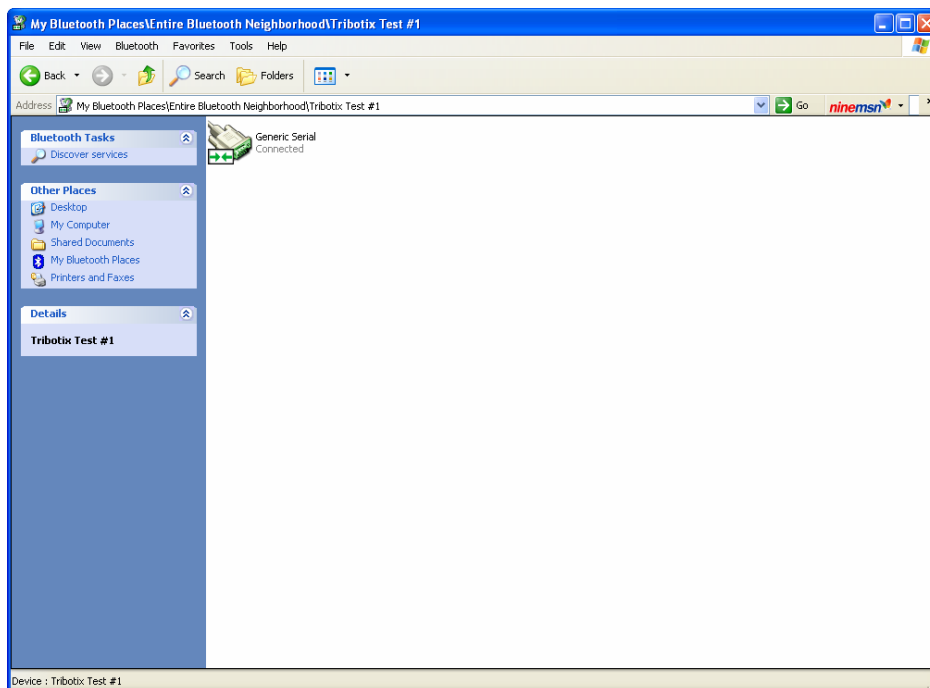 My Bluetooth Places\Entire Bluetooth Neighborhood\Tribotix Test #1
File Edit View Bluetooth Favorites Tools Help
Back Search Folders
Address My Bluetooth Places\Entire Bluetooth Neighborhood\Tribotix Test #1 Go ninemsn
Bluetooth Tasks
Discover services
Other Places
Desktop
My Computer
Shared Documents
My Bluetooth Places
Printers and Faxes
Details
Tribotix Test #1
Generic Serial
Connected
Device : Tribotix Test #1